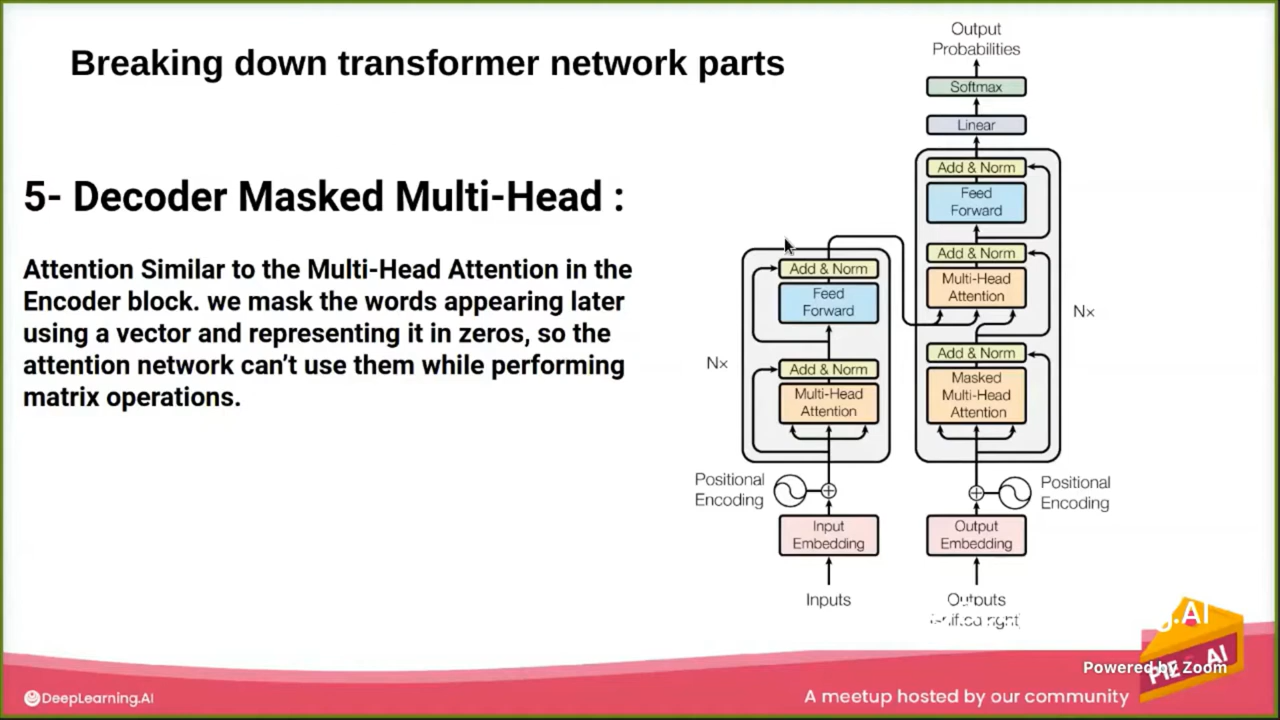 Breaking down transformer network parts
5- Decoder Masked Multi-Head :
Attention Similar to the Multi-Head Attention in the
Encoder block. we mask the words appearing later
using a vector and representing it in zeros, so the
attention network can’t use them while performing
matrix operations.
Output
Probabilities
Softmax
Linear
Add & Norm
Feed
Forward
Add & Norm
Multi-Head
Attention
Add & Norm
Masked
Multi-Head
Attention
Nx
Positional
Encoding
Output
Embedding
Outputs
Add & Norm
Feed
Forward
Add & Norm
Multi-Head
Attention
Nx
Positional
Encoding
Input
Embedding
Inputs
.AI
PIE & AI
Powered by Zoom
DeepLearning.AI
A meetup hosted by our community